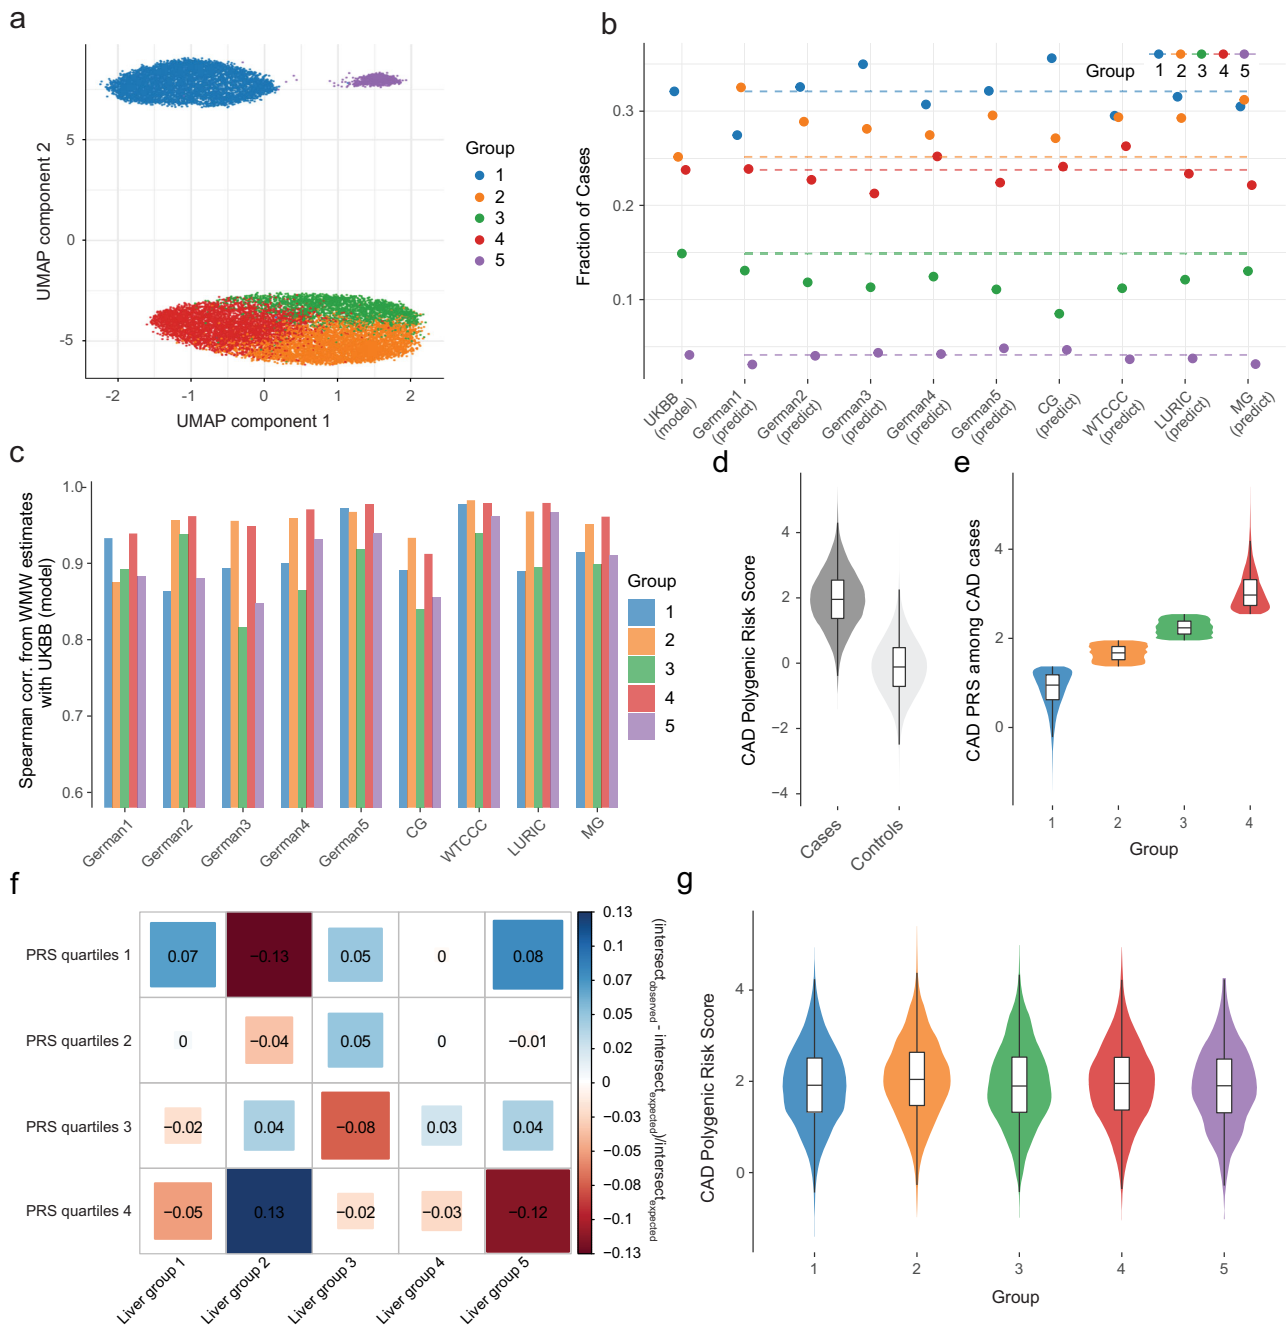 a
UMAP component 2
5
0
-5
-2
-1
0
1
2
UMAP component 1
Group
1
2
3
4
5
b
Fraction of Cases
0.3
0.2
0.1
Group
1 2 3 4 5
UKBB
(model)
German1
(predict)
German2
(predict)
German3
(predict)
German4
(predict)
German5
(predict)
CG
(predict)
WTCCC
(predict)
LURIC
(predict)
MG
(predict)
c
Spearman corr. from WMW estimates
with UKBB (model)
1.0
0.9
0.8
0.7
0.6
German1
German2
German3
German4
German5
CG
WTCCC
LURIC
MG
Group
1
2
3
4
5
d
CAD Polygenic Risk Score
4
2
0
−2
−4
Cases
Controls
e
CAD PRS among CAD cases
4
2
0
1 2 3 4
Group
f
PRS quartiles 1
0.07 −0.13 0.05 0 0.08
PRS quartiles 2
0 −0.04 0.05 0 −0.01
PRS quartiles 3
−0.02 0.04 −0.08 0.03 0.04
PRS quartiles 4
−0.05 0.13 −0.02 −0.03 −0.12
Liver group 1
Liver group 2
Liver group 3
Liver group 4
Liver group 5
0.13
0.1
0.07
0.05
0.02
0
−0.03
−0.05
−0.08
−0.1
−0.13
(intersect observed - intersect expected)/intersect expected
g
CAD Polygenic Risk Score
4
2
0
1 2 3 4 5
Group